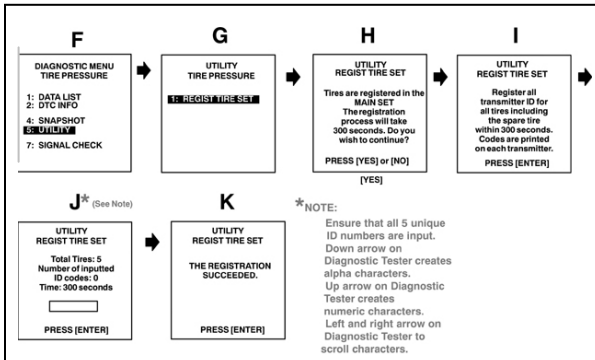 F
DIAGNOSTIC MENU
TIRE PRESSURE
1: DATA LIST
2: DTC INFO
4: SNAPSHOT
5: UTILITY
7: SIGNAL CHECK
G
UTILITY
TIRE PRESSURE
1: REGIST TIRE SET
H
UTILITY
REGIST TIRE SET
Tires are registered in the
MAIN SET
The registration
process will take
300 seconds. Do you
wish to continue?
PRESS [YES] or [NO]
[YES]
I
UTILITY
REGIST TIRE SET
Register all
transmitter ID for
all tires including
the spare tire
within 300 seconds.
Codes are printed
on each transmitter.
PRESS [ENTER]
J* (See Note)
UTILITY
REGIST TIRE SET
Total Tires: 5
Number of inputted
ID codes: 0
Time: 300 seconds
PRESS [ENTER]
K
UTILITY
REGIST TIRE SET
THE REGISTRATION
SUCCEEDED.
*NOTE:
Ensure that all 5 unique
ID numbers are input.
Down arrow on
Diagnostic Tester creates
alpha characters.
Up arrow on Diagnostic
Tester creates
numeric characters.
Left and right arrow on
Diagnostic Tester to
scroll characters.